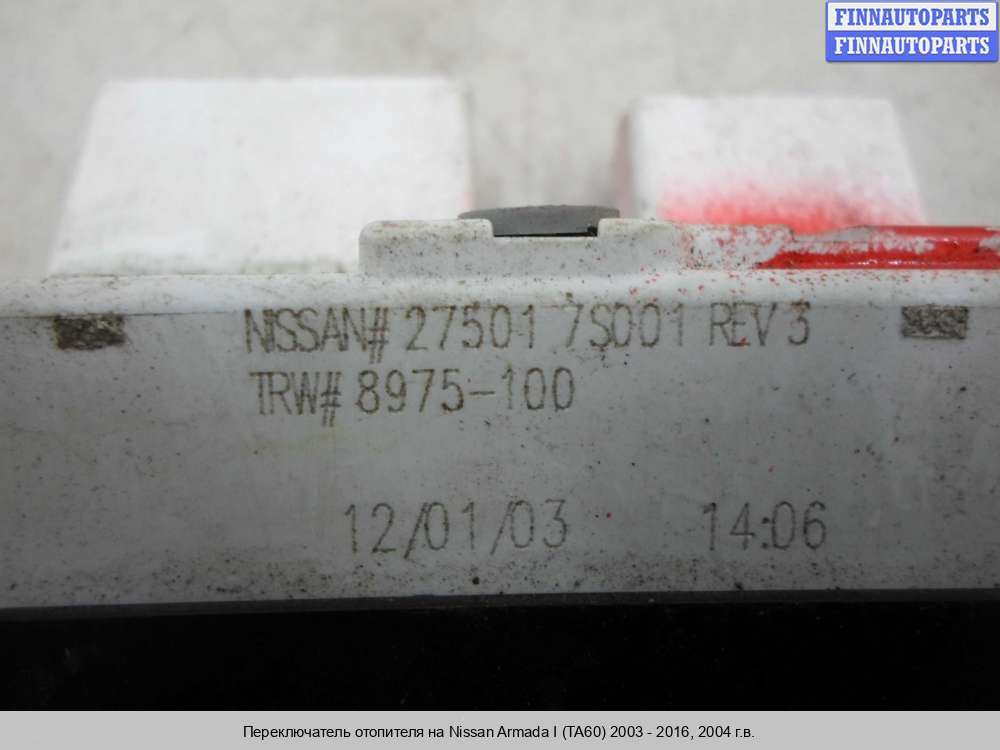 FINNAUTOPARTS
FINNAUTOPARTS
NISSAN# 27501 7S001 REV 3
TRW# 8975-100
12/01/03 14:06
Переключатель отопителя на Nissan Armada I (TA60) 2003 - 2016, 2004 г.в.